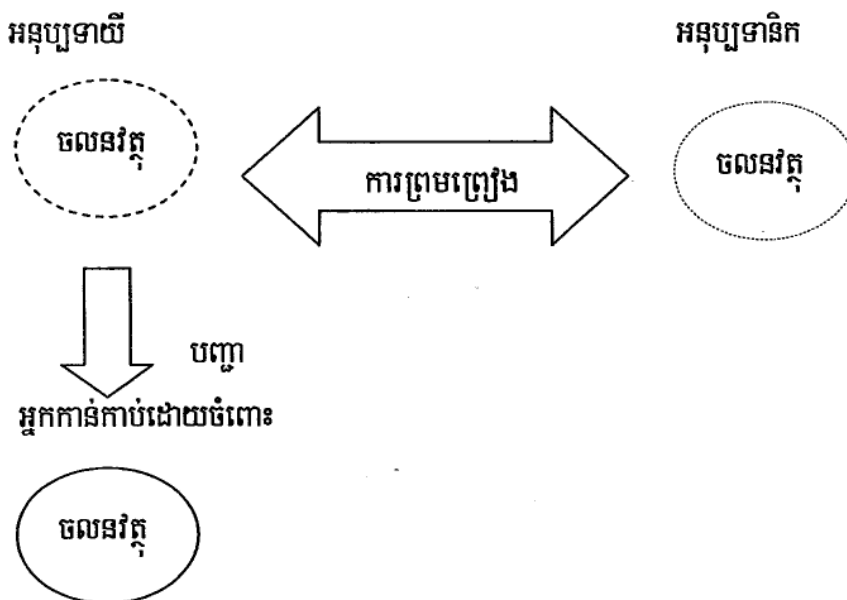 អនុប្បទាយី
អនុប្បទានិក
ចលនវត្ថុ
ការព្រមព្រៀង
ចលនវត្ថុ
បញ្ជា
អ្នកកាន់កាប់ដោយចំពោះ
ចលនវត្ថុ